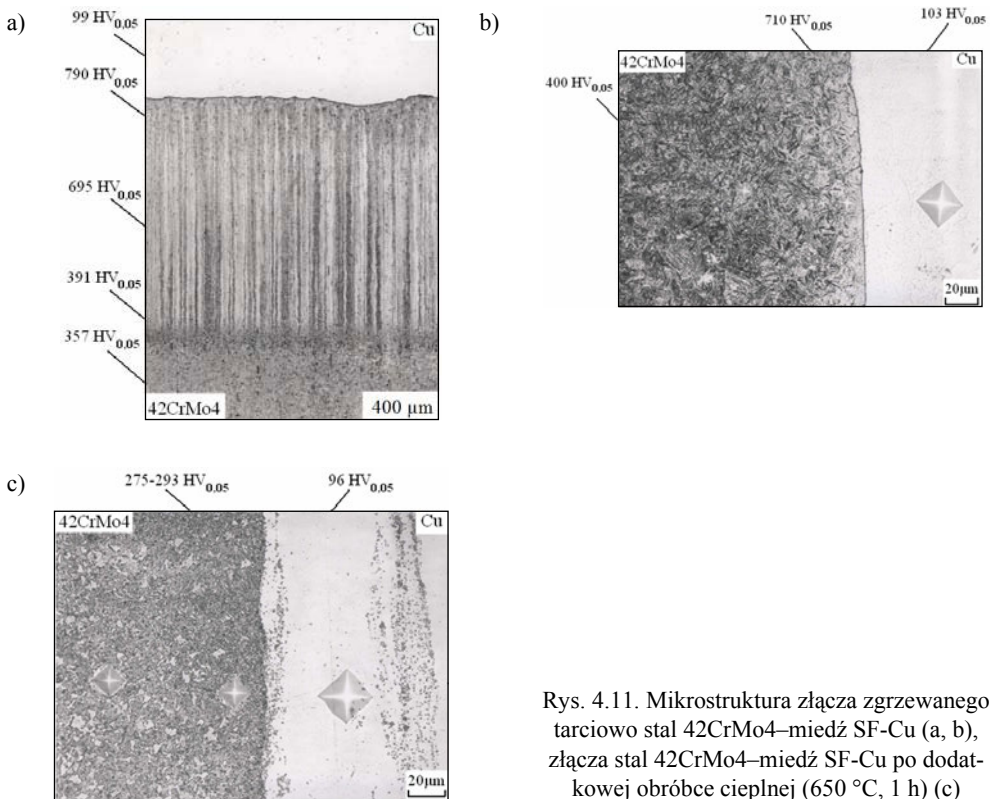 a)
99 HV0,05
790 HV0,05
695 HV0,05
391 HV0,05
357 HV0,05
Cu
42CrMo4
400 µm
b)
710 HV0,05
103 HV0,05
400 HV0,05
42CrMo4
Cu
20µm
c)
275-293 HV0,05
96 HV0,05
42CrMo4
Cu
20µm
Rys. 4.11. Mikrostruktura złącza zgrzewanego
tarciowo stal 42CrMo4–miedź SF-Cu (a, b),
złącza stal 42CrMo4–miedź SF-Cu po dodat-
kowej obróbce cieplnej (650 °C, 1 h) (c)